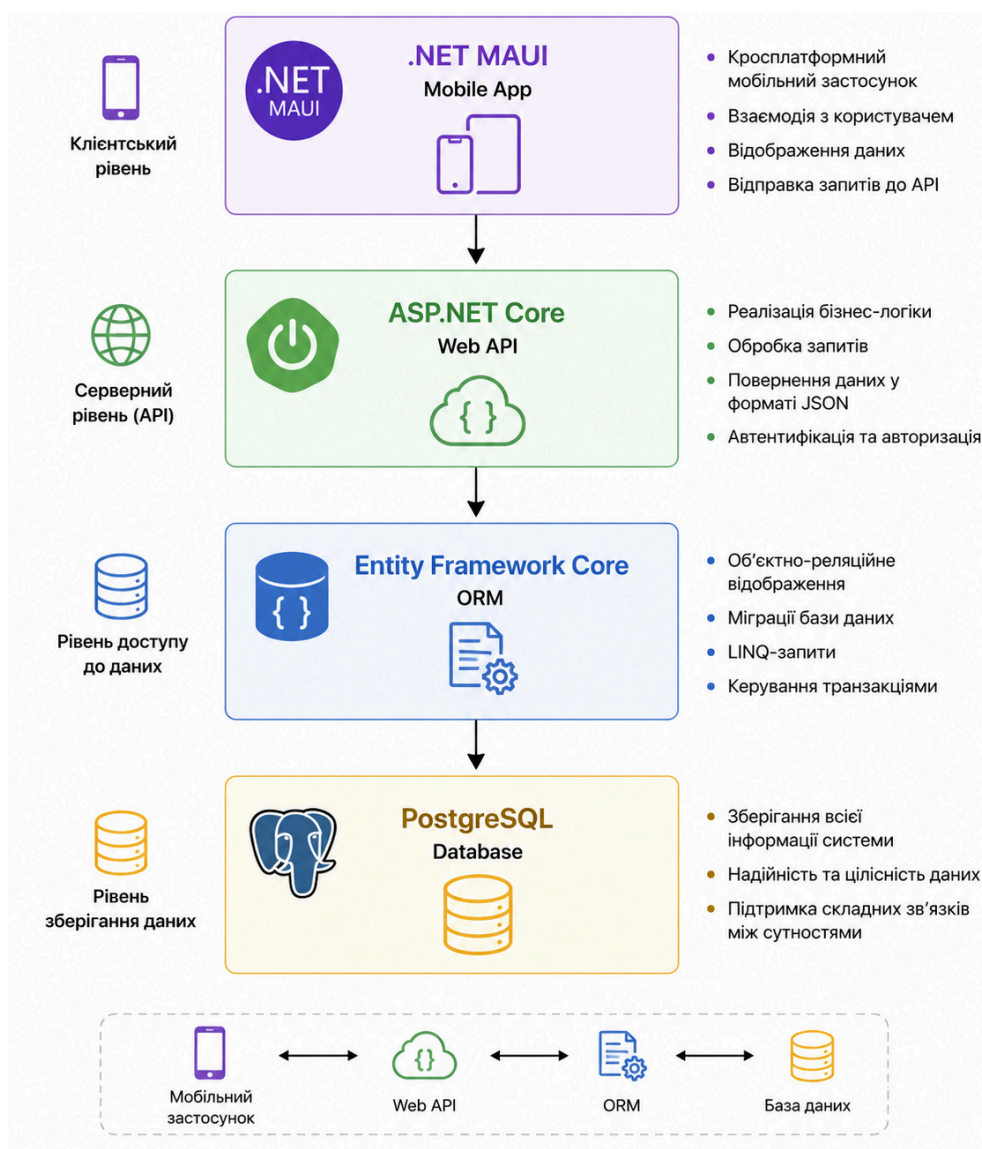 .NET
MAUI
.NET MAUI
Mobile App
Клієнтський
рівень
Кросплатформний
мобільний застосунок
Взаємодія з користувачем
Відображення даних
Відправка запитів до API
ASP.NET Core
Web API
{ }
Серверний
рівень (API)
Реалізація бізнес-логіки
Обробка запитів
Повернення даних у
форматі JSON
Автентифікація та авторизація
Entity Framework Core
ORM
{ }
Рівень доступу
до даних
Об’єктно-реляційне
відображення
Міграції бази даних
LINQ-запити
Керування транзакціями
PostgreSQL
Database
Рівень
зберігання даних
Зберігання всієї
інформації системи
Надійність та цілісність даних
Підтримка складних зв’язків
між сутностями
{ }
Мобільний
застосунок
Web API
ORM
База даних